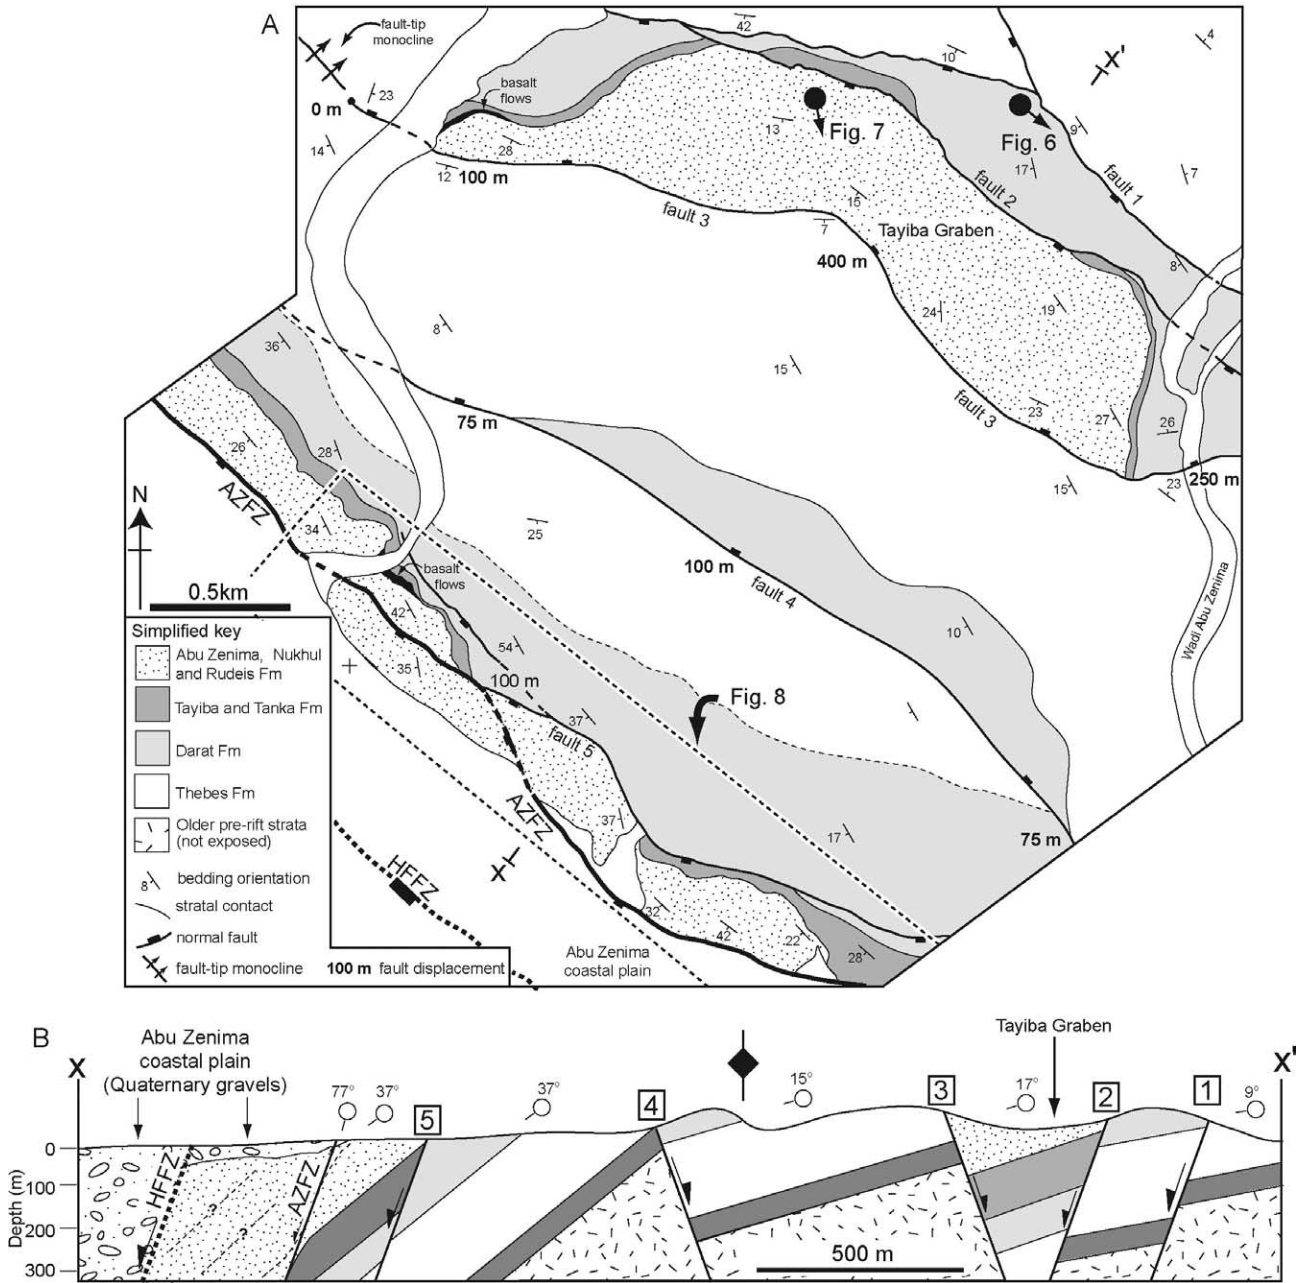 A
fault-tip
monocline
42
10
X'
4
basalt
flows
23
0 m
14
13
Fig. 7
Fig. 6
9
28
12
100 m
17
7
fault 1
fault 2
fault 3
15
7
Tayiba Graben
400 m
8
24
19
36
8
15
fault 3
23
27
26
75 m
26
28
15
23
250 m
AZFZ
N
34
25
0.5km
basalt
flows
100 m
fault 4
42
10
Wadi Abu Zenima
54
35
100 m
37
Fig. 8
fault 5
AZFZ
37
17
75 m
X
HFFZ
32
42
22
28
Abu Zenima
coastal plain
Simplified key
Abu Zenima, Nukhul
and Rudeis Fm
Tayiba and Tanka Fm
Darat Fm
Thebes Fm
Older pre-rift strata
(not exposed)
8 bedding orientation
stratal contact
normal fault
fault-tip monocline
100 m fault displacement
B
Abu Zenima
coastal plain
(Quaternary gravels)
Tayiba Graben
X
X'
77°
37°
37°
15°
17°
9°
5
4
3
2
1
Depth (m)
0
100
200
300
HFFZ
AZFZ
?
?
500 m